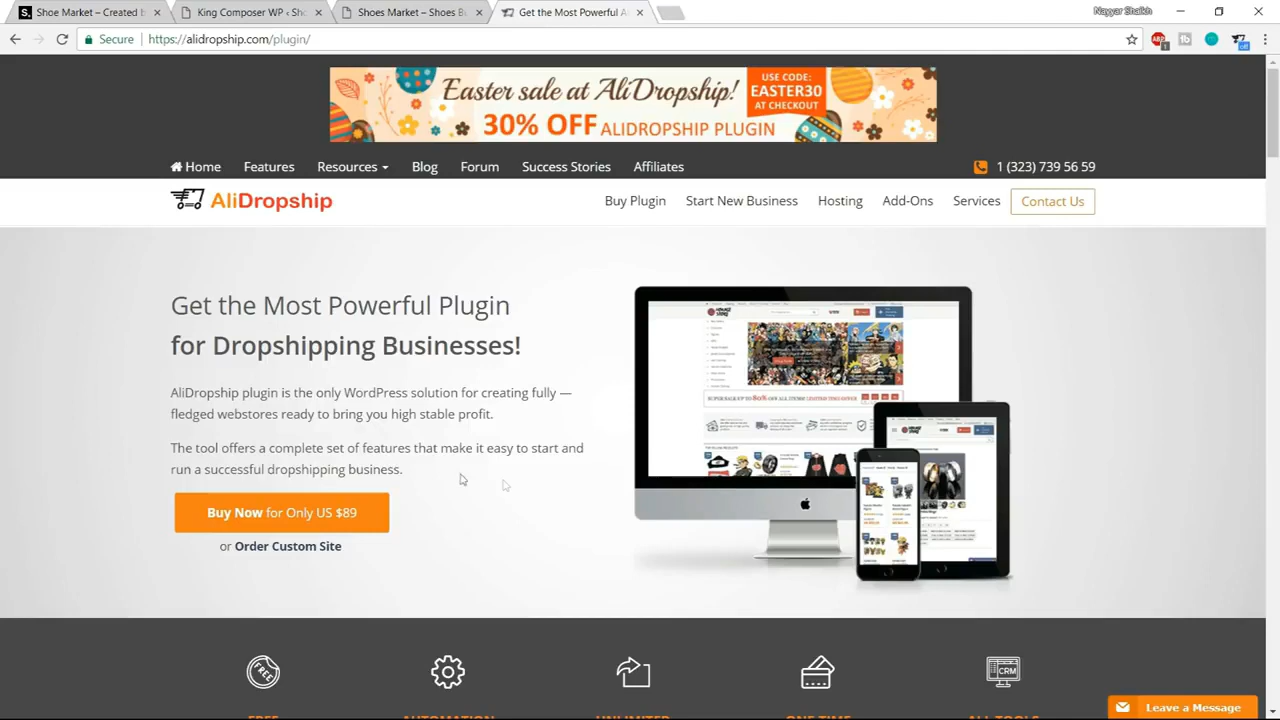 Shoe Market – Created b
King Composer WP ‹ Sho
Shoes Market – Shoes Bu
Get the Most Powerful A
Nayyar Shaikh
Secure
https://alidropship.com/plugin/
Easter sale at AliDropship!
30% OFF ALIDROPSHIP PLUGIN
USE CODE:
EASTER30
AT CHECKOUT
Home
Features
Resources
Blog
Forum
Success Stories
Affiliates
1 (323) 739 56 59
AliDropship
Buy Plugin
Start New Business
Hosting
Add-Ons
Services
Contact Us
Get the Most Powerful Plugin
for Dropshipping Businesses!
AliDropship plugin is the only WordPress solution for creating fully —
fledged webstores ready to bring you high stable profit.
The tool offers a complete set of features that make it easy to start and
run a successful dropshipping business.
Buy Now for Only US $89
or Order Custom Site
FREE
CRM
FREE
AUTOMATION
UNLIMITED
ONE TIME
ALL TOOLS
Leave a Message